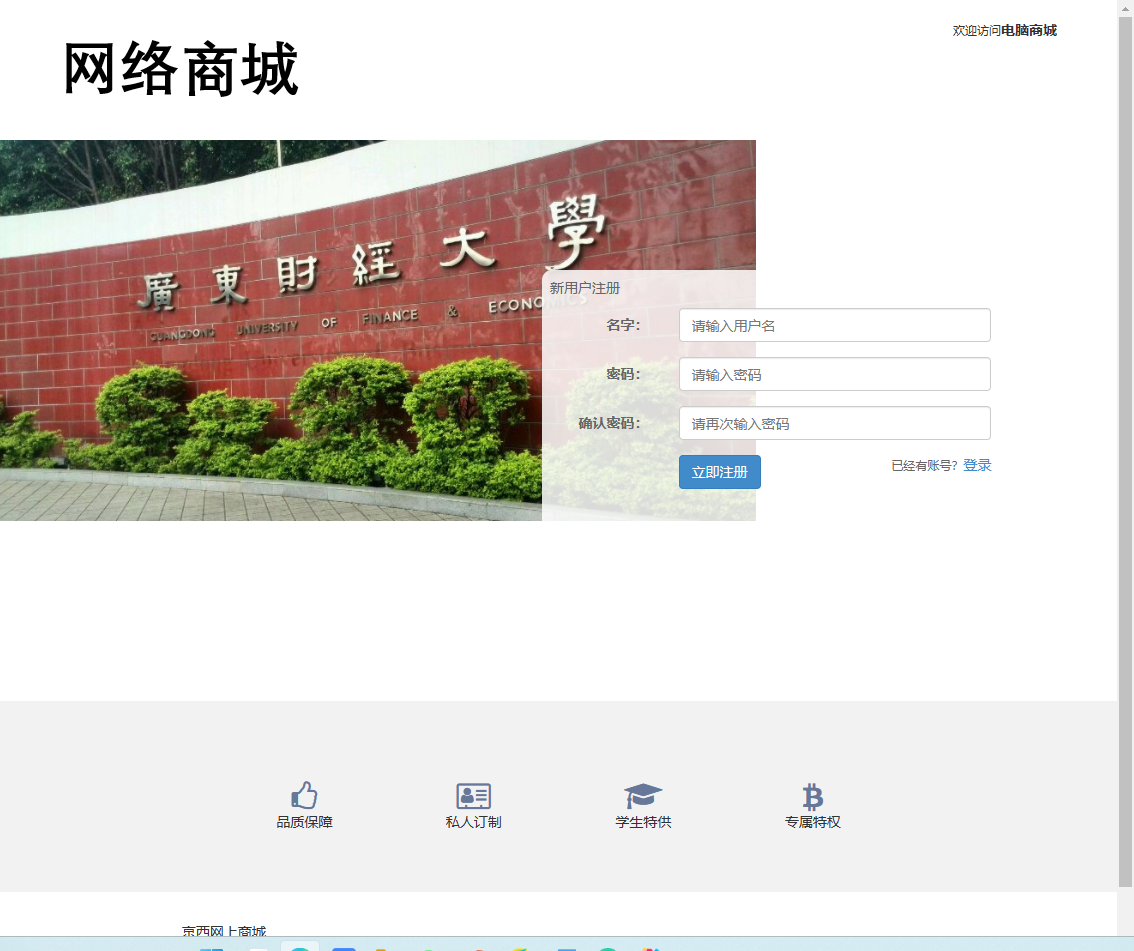 欢迎访问电脑商城
网络商城
廣東財經大學
GUANGDONG UNIVERSITY OF FINANCE & ECONOMICS
新用户注册
名字：
请输入用户名
密码：
请输入密码
确认密码：
请再次输入密码
立即注册
已经有账号？登录
品质保障
私人订制
学生特供
专属特权
京西网上商城